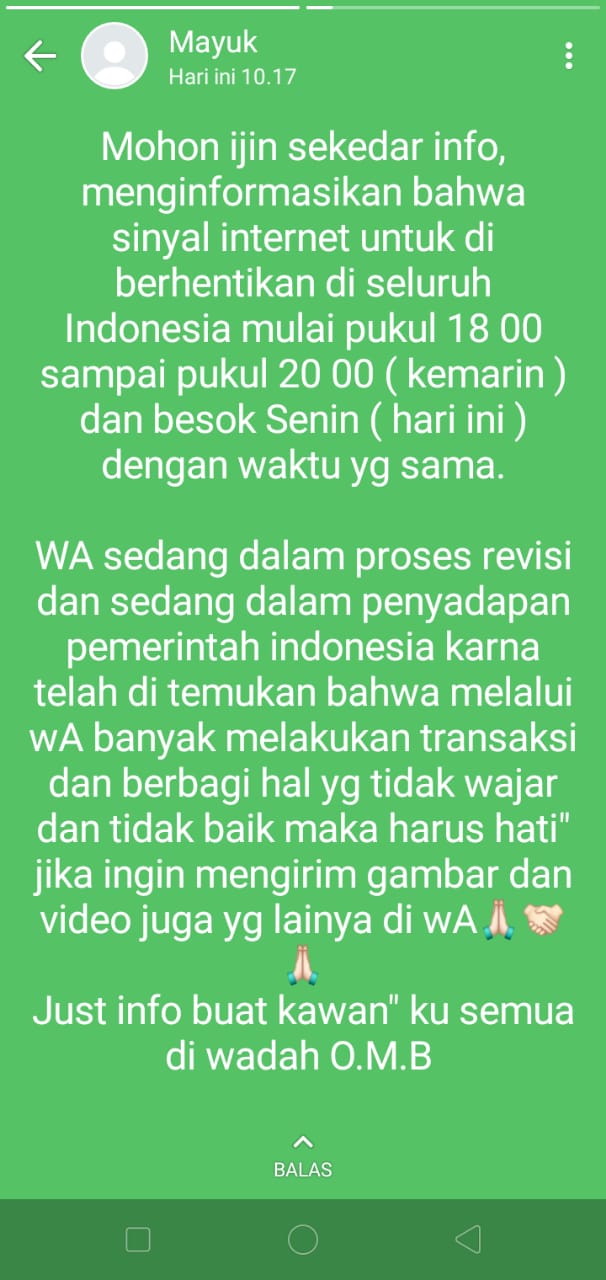 Mayuk
Hari ini 10.17
Mohon ijin sekedar info,
menginformasikan bahwa
sinyal internet untuk di
berhentikan di seluruh
Indonesia mulai pukul 18 00
sampai pukul 20 00 ( kemarin )
dan besok Senin ( hari ini )
dengan waktu yg sama.
WA sedang dalam proses revisi
dan sedang dalam penyadapan
pemerintah indonesia karna
telah di temukan bahwa melalui
wA banyak melakukan transaksi
dan berbagi hal yg tidak wajar
dan tidak baik maka harus hati"
jika ingin mengirim gambar dan
video juga yg lainya di wA🙏🏻🤝🏻
🙏🏻
Just info buat kawan" ku semua
di wadah O.M.B
BALAS